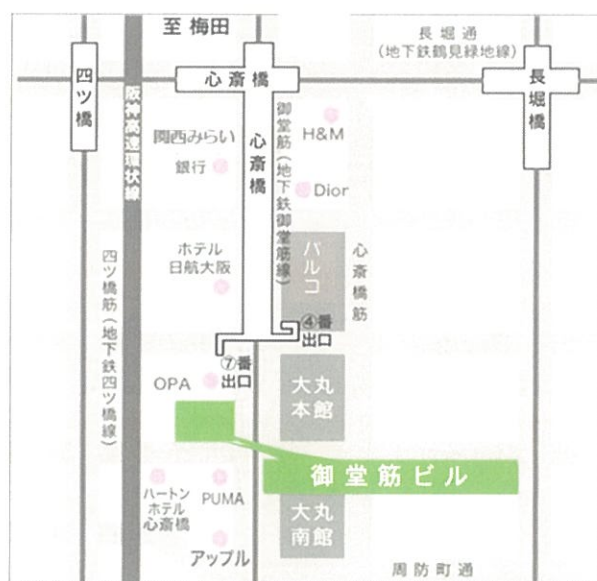 至 梅田
長堀通
(地下鉄鶴見緑地線)
四ツ橋
心斎橋
長堀橋
阪神高速環状線
関西みらい
銀行
心斎橋
御堂筋(地下鉄御堂筋線)
H&M
Dior
ホテル
日航大阪
パルコ
心斎橋筋
四ツ橋筋(地下鉄四ツ橋線)
④番
出口
⑦番
出口
OPA
大丸
本館
御堂筋ビル
ハートン
ホテル
心斎橋
PUMA
大丸
南館
アップル
周防町通